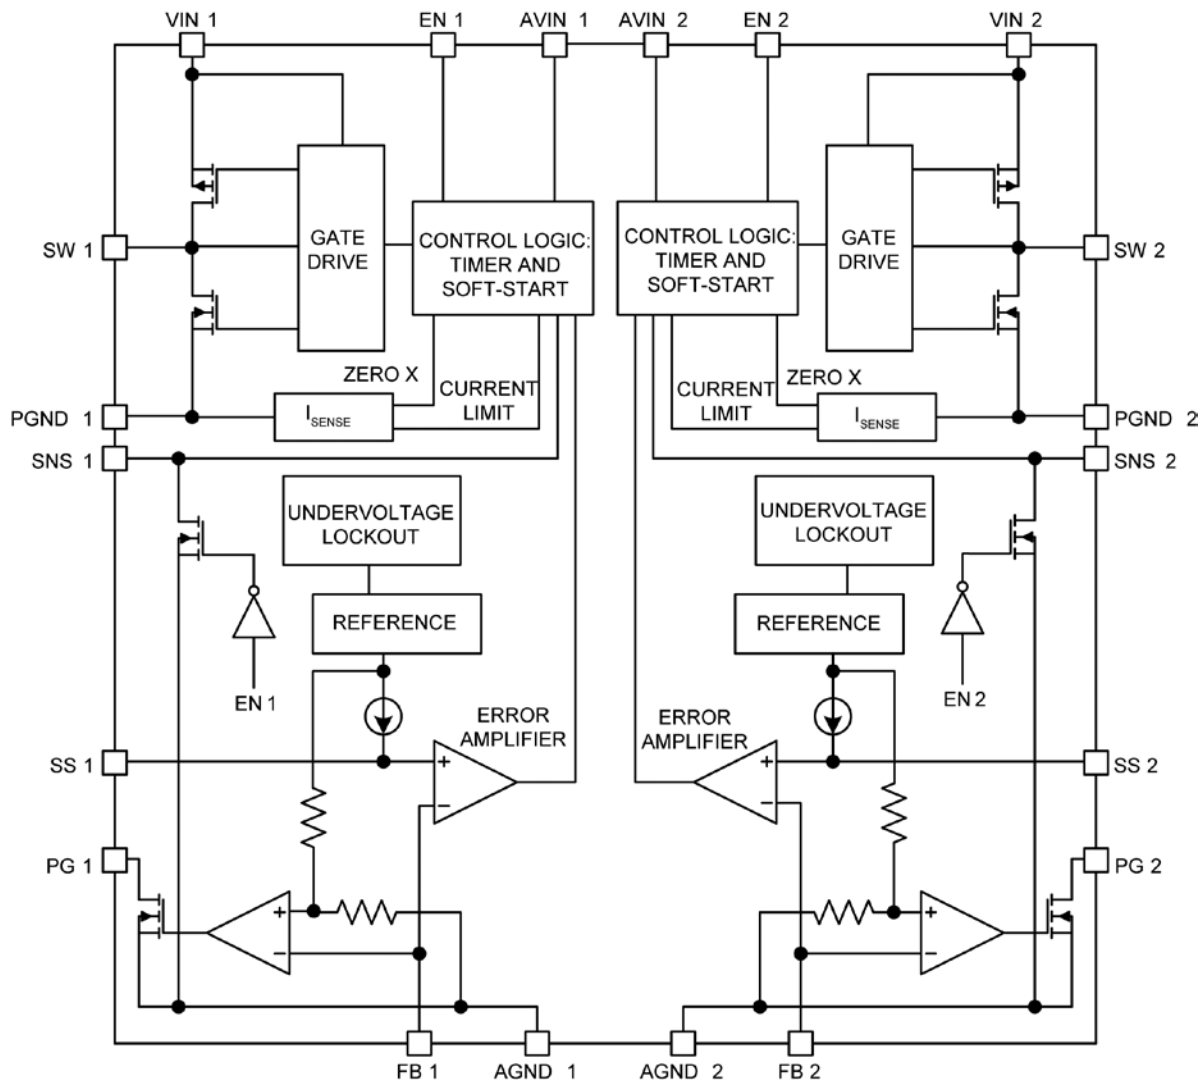 VIN 1
EN 1
AVIN 1
AVIN 2
EN 2
VIN 2
SW 1
GATE
DRIVE
CONTROL LOGIC:
TIMER AND
SOFT-START
CONTROL LOGIC:
TIMER AND
SOFT-START
GATE
DRIVE
SW 2
ZERO X
CURRENT
LIMIT
CURRENT
LIMIT
ZERO X
PGND 1
ISENSE
ISENSE
PGND 2
SNS 1
SNS 2
UNDERVOLTAGE
LOCKOUT
UNDERVOLTAGE
LOCKOUT
REFERENCE
REFERENCE
EN 1
EN 2
ERROR
AMPLIFIER
ERROR
AMPLIFIER
SS 1
+
−
+
−
SS 2
PG 1
PG 2
+
−
+
−
FB 1
AGND 1
AGND 2
FB 2